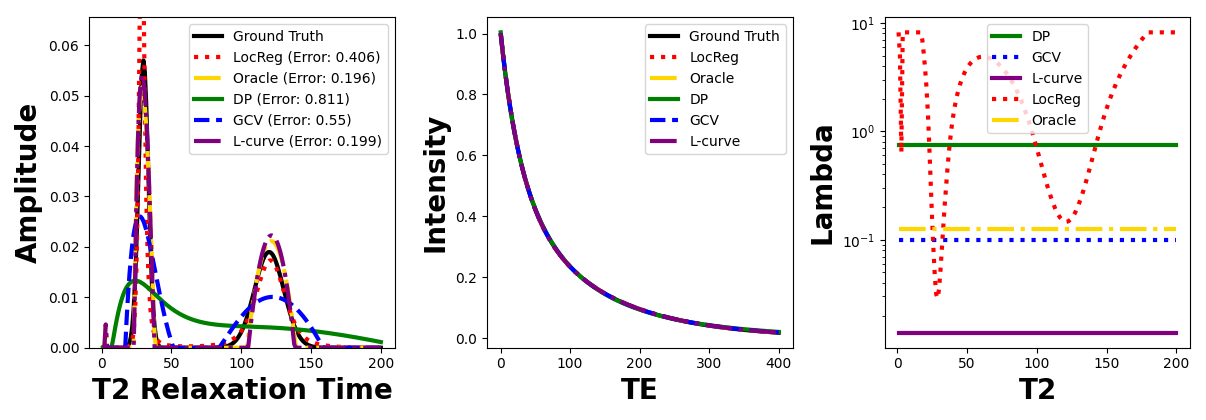 Amplitude
0.06
0.05
0.04
0.03
0.02
0.01
0.00
0 50 100 150 200
T2 Relaxation Time
Ground Truth
LocReg (Error: 0.406)
Oracle (Error: 0.196)
DP (Error: 0.811)
GCV (Error: 0.55)
L-curve (Error: 0.199)
Intensity
1.0
0.8
0.6
0.4
0.2
0.0
0 100 200 300 400
TE
Ground Truth
LocReg
Oracle
DP
GCV
L-curve
Lambda
10¹
10⁰
10⁻¹
0 50 100 150 200
T2
DP
GCV
L-curve
LocReg
Oracle